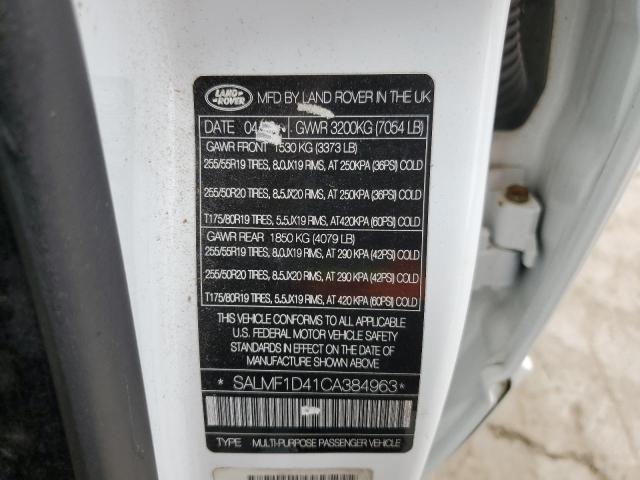 LAND ROVER
MFD BY LAND ROVER IN THE UK
DATE 04 GWWR 3200KG (7054 LB)
GAWR FRONT 1530 KG (3373 LB)
255/55R19 TIRES, 8.0JX19 RIMS, AT 250KPA (36PSI) COLD
255/50R20 TIRES, 8.5JX20 RIMS, AT 250KPA (36PSI) COLD
T175/80R19 TIRES, 5.5JX19 RIMS, AT420KPA (60PSI) COLD
GAWR REAR 1850 KG (4079 LB)
255/55R19 TIRES, 8.0JX19 RIMS, AT 290 KPA (42PSI) COLD
255/50R20 TIRES, 8.5JX20 RIMS, AT 290 KPA (42PSI) COLD
T175/80R19 TIRES, 5.5JX19 RIMS, AT 420 KPA (60PSI) COLD
THIS VEHICLE CONFORMS TO ALL APPLICABLE
U.S. FEDERAL MOTOR VEHICLE SAFETY
STANDARDS IN EFFECT ON THE DATE OF
MANUFACTURE SHOWN ABOVE
* SALMF1D41CA384963 *
TYPE MULTI-PURPOSE PASSENGER VEHICLE